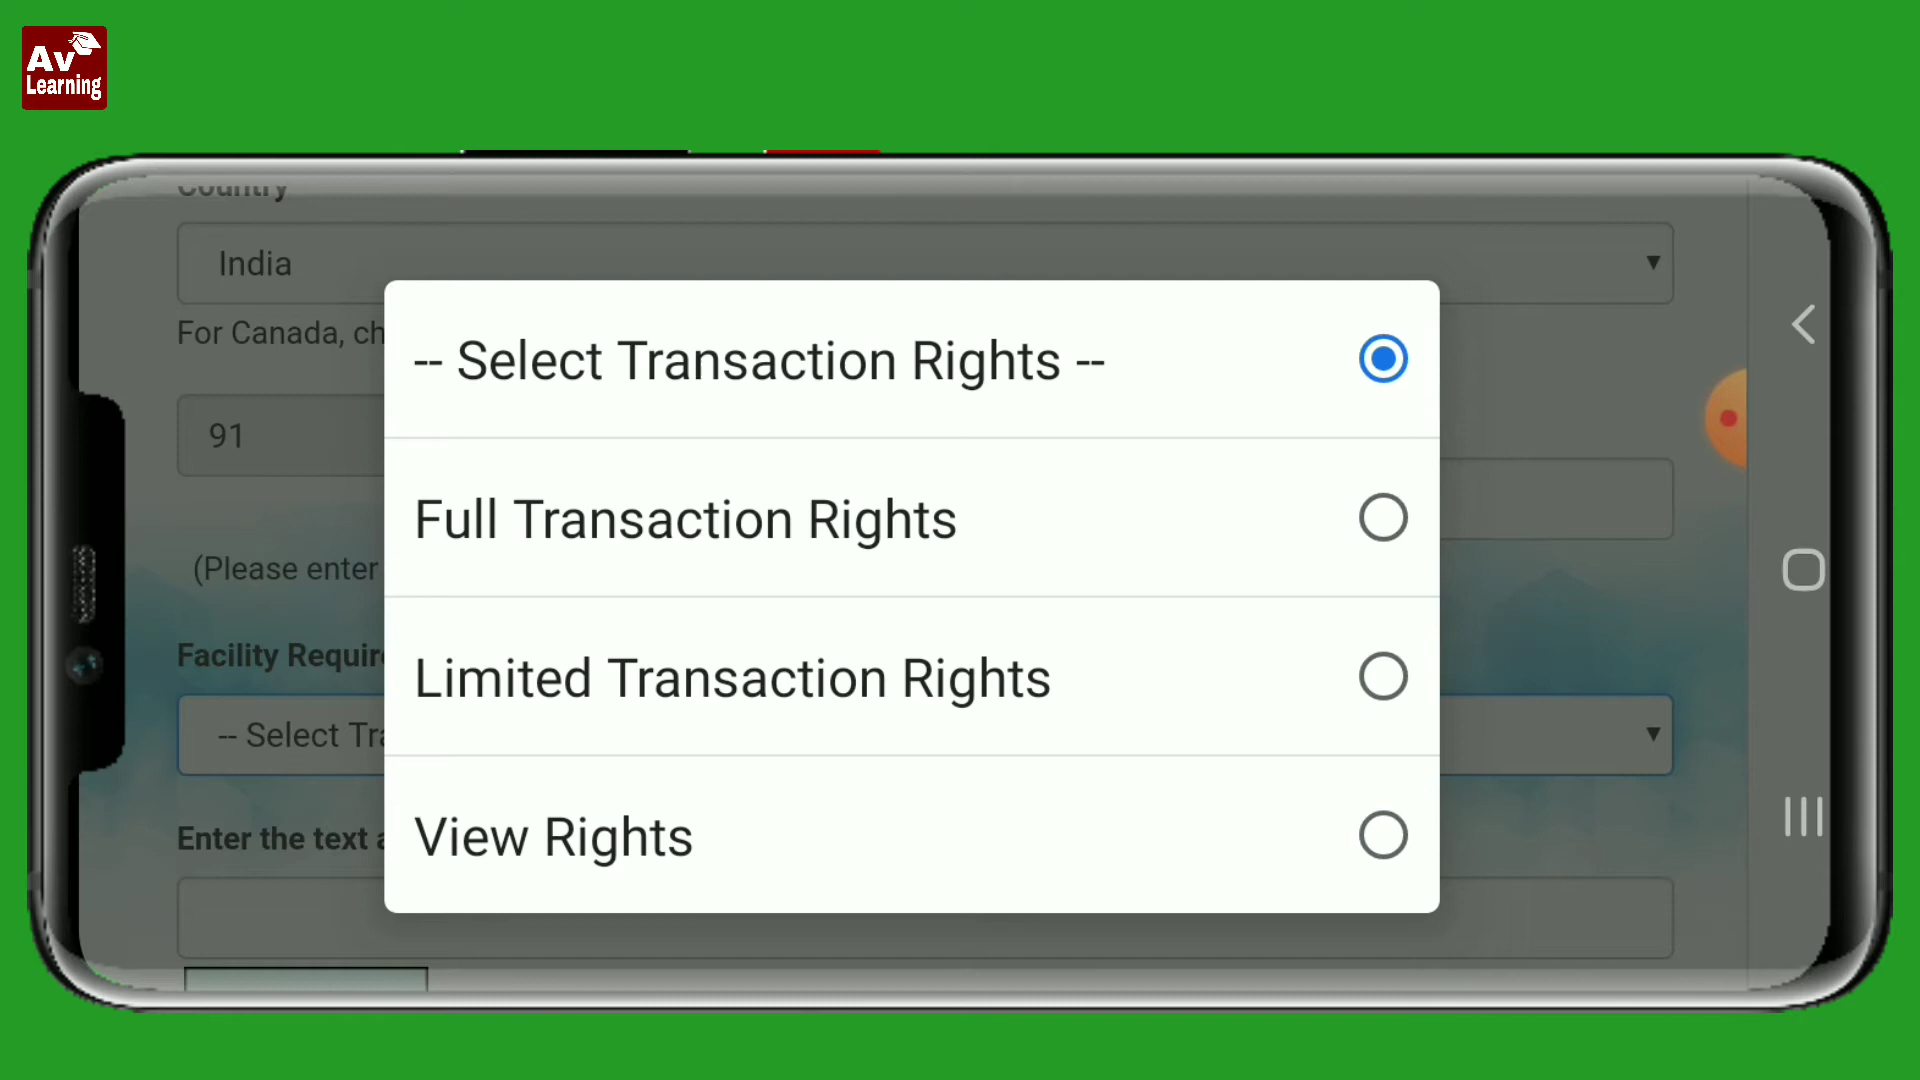 Av
Learning
Country
India
For Canada, ch
-- Select Transaction Rights --
91
Full Transaction Rights
(Please enter
Facility Require
Limited Transaction Rights
-- Select Tra
Enter the text a
View Rights